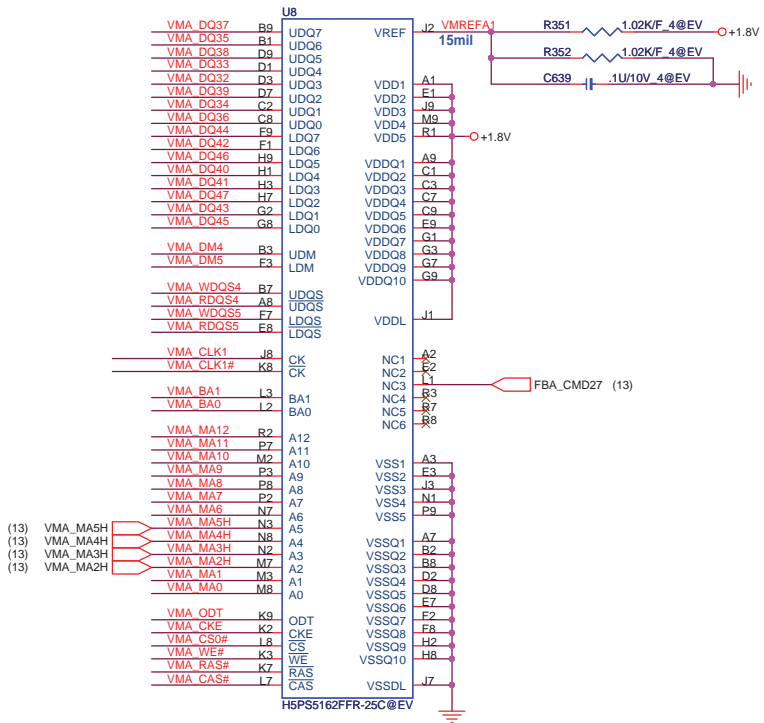 U8
VMA_DQ37 B9 UDQ7 VREF J2 VMREFA1 R351 1.02K/F_4@EV +1.8V
VMA_DQ35 B1 UDQ6 15mil
VMA_DQ38 D9 UDQ5 R352 1.02K/F_4@EV
VMA_DQ33 D1 UDQ4
VMA_DQ32 D3 UDQ3 VDD1 A1 C639 .1U/10V_4@EV
VMA_DQ39 D7 UDQ2 VDD2 E1
VMA_DQ34 C2 UDQ1 VDD3 J9
VMA_DQ36 C8 UDQ0 VDD4 M9
VMA_DQ44 F9 LDQ7 VDD5 R1 +1.8V
VMA_DQ42 F1 LDQ6
VMA_DQ46 H9 LDQ5 VDDQ1 A9
VMA_DQ40 H1 LDQ4 VDDQ2 C1
VMA_DQ41 H3 LDQ3 VDDQ3 C3
VMA_DQ47 H7 LDQ2 VDDQ4 C7
VMA_DQ43 G2 LDQ1 VDDQ5 C9
VMA_DQ45 G8 LDQ0 VDDQ6 E9
VDDQ7 G1
VMA_DM4 B3 UDM VDDQ8 G3
VMA_DM5 F3 LDM VDDQ9 G7
VDDQ10 G9
VMA_WDQS4 B7 UDQS
VMA_RDQS4 A8 UDQS
VMA_WDQS5 F7 LDQS VDDL J1
VMA_RDQS5 E8 LDQS
VMA_CLK1 J8 CK NC1 A2
VMA_CLK1# K8 CK NC2 E2
NC3 L1 FBA_CMD27 (13)
VMA_BA1 L3 BA1 NC4 R3
VMA_BA0 L2 BA0 NC5 R7
NC6 R8
VMA_MA12 R2 A12
VMA_MA11 P7 A11
VMA_MA10 M2 A10 VSS1 A3
VMA_MA9 P3 A9 VSS2 E3
VMA_MA8 P8 A8 VSS3 J3
VMA_MA7 P2 A7 VSS4 N1
VMA_MA6 N7 A6 VSS5 P9
(13) VMA_MA5H VMA_MA5H N3 A5
(13) VMA_MA4H VMA_MA4H N8 A4 VSSQ1 A7
(13) VMA_MA3H VMA_MA3H N2 A3 VSSQ2 B2
(13) VMA_MA2H VMA_MA2H M7 A2 VSSQ3 B8
VMA_MA1 M3 A1 VSSQ4 D2
VMA_MA0 M8 A0 VSSQ5 D8
VSSQ6 E7
VMA_ODT K9 ODT VSSQ7 F2
VMA_CKE K2 CKE VSSQ8 F8
VMA_CS0# L8 CS VSSQ9 H2
VMA_WE# K3 WE VSSQ10 H8
VMA_RAS# K7 RAS
VMA_CAS# L7 CAS VSSDL J7
H5PS5162FFR-25C@EV